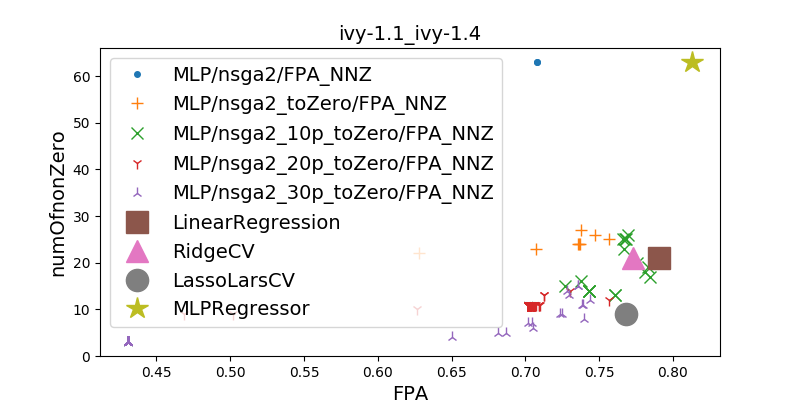 ivy-1.1_ivy-1.4
numOfnonZero
60
50
40
30
20
10
0
MLP/nsga2/FPA_NNZ
MLP/nsga2_toZero/FPA_NNZ
MLP/nsga2_10p_toZero/FPA_NNZ
MLP/nsga2_20p_toZero/FPA_NNZ
MLP/nsga2_30p_toZero/FPA_NNZ
LinearRegression
RidgeCV
LassoLarsCV
MLPRegressor
0.45 0.50 0.55 0.60 0.65 0.70 0.75 0.80
FPA